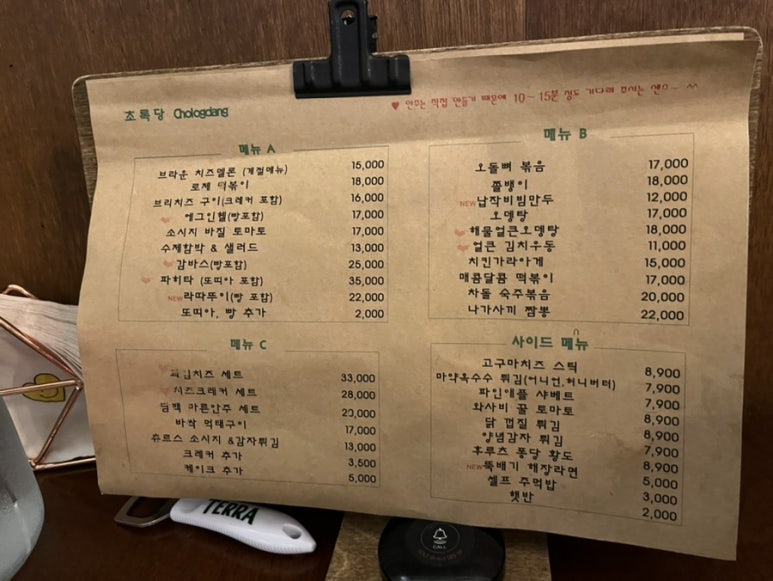 초록당 Chologdang
♥ 안주는 직접 만들기 때문에 10~15분 정도 기다려 주시는 센스~ ^^
메뉴 A
브라운 치즈멜론 (계절메뉴) 15,000
로제 떡볶이 18,000
브리치즈 구이(크래커 포함) 16,000
에그인헬(빵포함) 17,000
소시지 바질 토마토 17,000
수제함박 & 샐러드 13,000
감바스(빵포함) 25,000
파히타 (또띠아 포함) 35,000
NEW 라따뚜이(빵 포함) 22,000
또띠아, 빵 추가 2,000
메뉴 B
오돌뼈 볶음 17,000
쫄뱅이 18,000
NEW 납작비빔만두 12,000
오뎅탕 17,000
해물얼큰오뎅탕 18,000
얼큰 김치우동 11,000
치킨가라아게 15,000
매콤달콤 떡볶이 17,000
차돌 숙주볶음 20,000
나가사끼 짬뽕 22,000
메뉴 C
치즈 세트 33,000
치즈크래커 세트 28,000
마른안주 세트 23,000
바싹 먹태구이 17,000
츄르스 소시지 &감자튀김 13,000
크래커 추가 3,500
케이크 추가 5,000
사이드 메뉴
고구마치즈 스틱 8,900
마약옥수수 튀김(어니언,허니버터) 7,900
파인애플 샤베트 7,900
와사비 꿀 토마토 8,900
닭 껍질 튀김 8,900
양념감자 튀김 7,900
후루츠 퐁당 황도 8,900
NEW 뚝배기 해장라면 5,000
셀프 주먹밥 3,000
햇반 2,000
TERRA
CALL